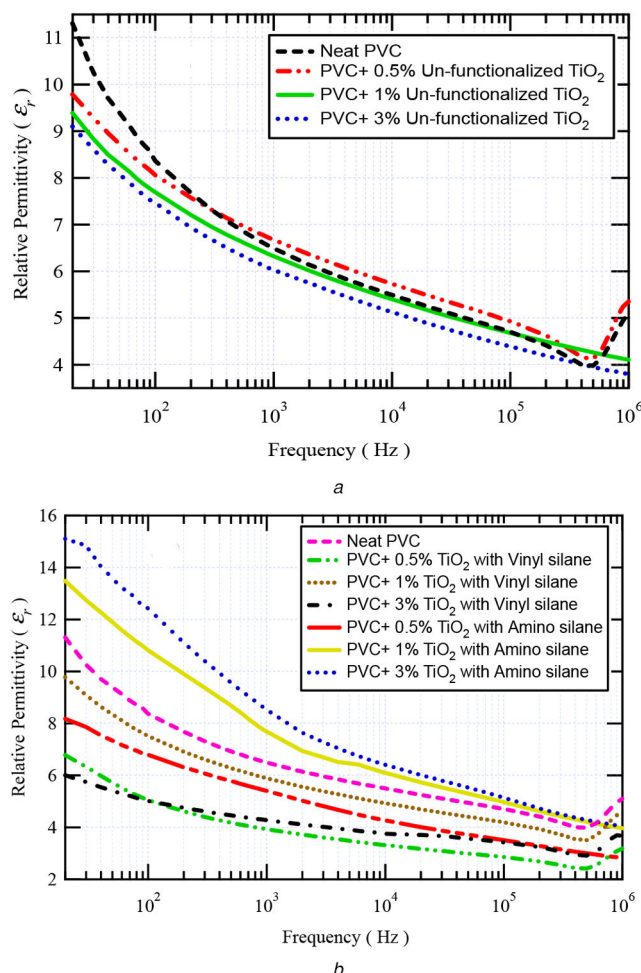 11
10
9
8
7
6
5
4
Relative Permittivity ( εr )
Neat PVC
PVC+ 0.5% Un-functionalized TiO2
PVC+ 1% Un-functionalized TiO2
PVC+ 3% Un-functionalized TiO2
10^2 10^3 10^4 10^5 10^6
Frequency ( Hz )
a
16
14
12
10
8
6
4
2
Relative Permittivity ( εr )
Neat PVC
PVC+ 0.5% TiO2 with Vinyl silane
PVC+ 1% TiO2 with Vinyl silane
PVC+ 3% TiO2 with Vinyl silane
PVC+ 0.5% TiO2 with Amino silane
PVC+ 1% TiO2 with Amino silane
PVC+ 3% TiO2 with Amino silane
10^2 10^3 10^4 10^5 10^6
Frequency ( Hz )
b